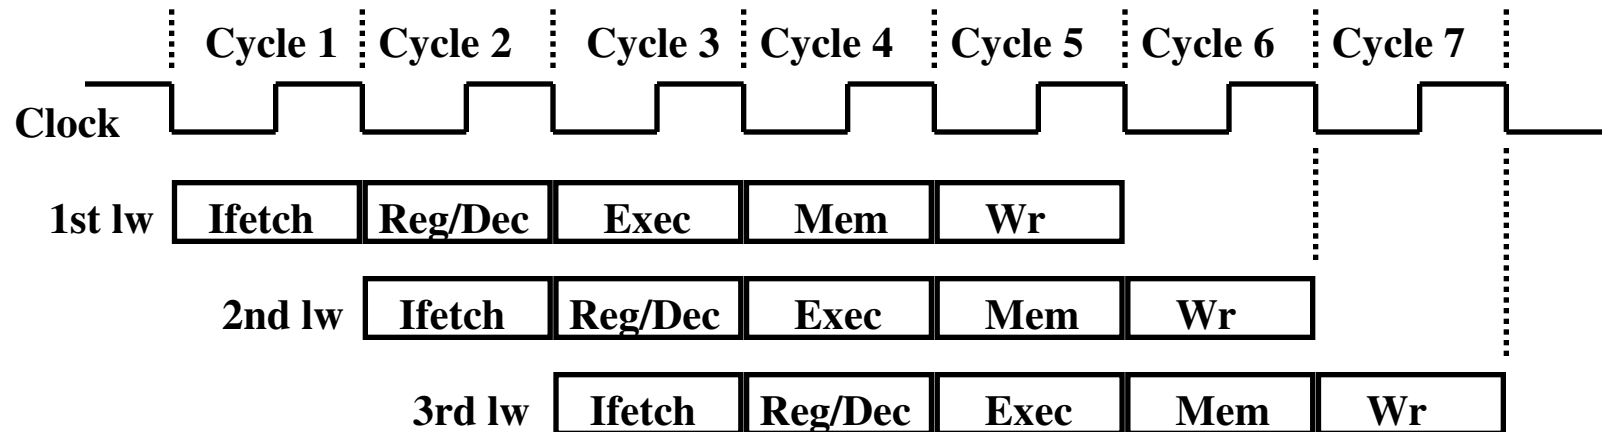 Cycle 1 Cycle 2 Cycle 3 Cycle 4 Cycle 5 Cycle 6 Cycle 7
Clock
1st lw Ifetch Reg/Dec Exec Mem Wr
2nd lw Ifetch Reg/Dec Exec Mem Wr
3rd lw Ifetch Reg/Dec Exec Mem Wr